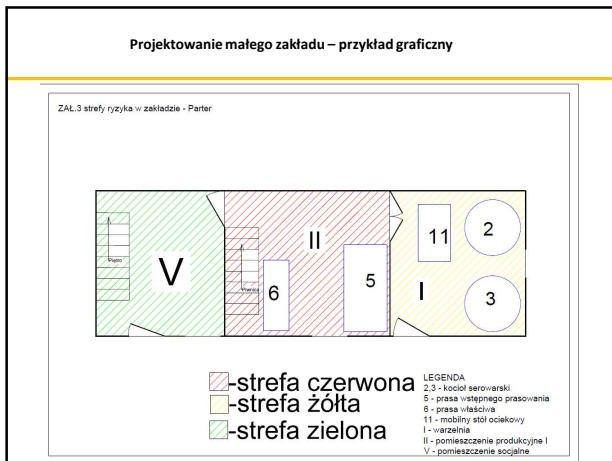 Projektowanie małego zakładu – przykład graficzny
ZAŁ.3 strefy ryzyka w zakładzie - Parter
Piętro
V
Piwnica
6
II
5
11
I
2
3
-strefa czerwona
-strefa żółta
-strefa zielona
LEGENDA
2,3 - kocioł serowarski
5 - prasa wstępnego prasowania
6 - prasa właściwa
11 - mobilny stół ociekowy
I - warzelnia
II - pomieszczenie produkcyjne I
V - pomieszczenie socjalne